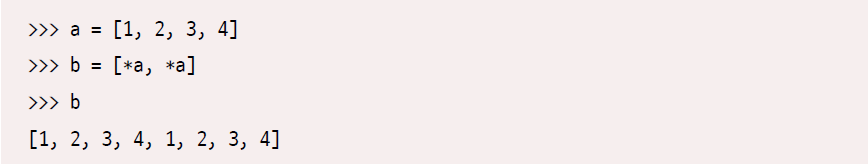 >>> a = [1, 2, 3, 4]
>>> b = [*a, *a]
>>> b
[1, 2, 3, 4, 1, 2, 3, 4]